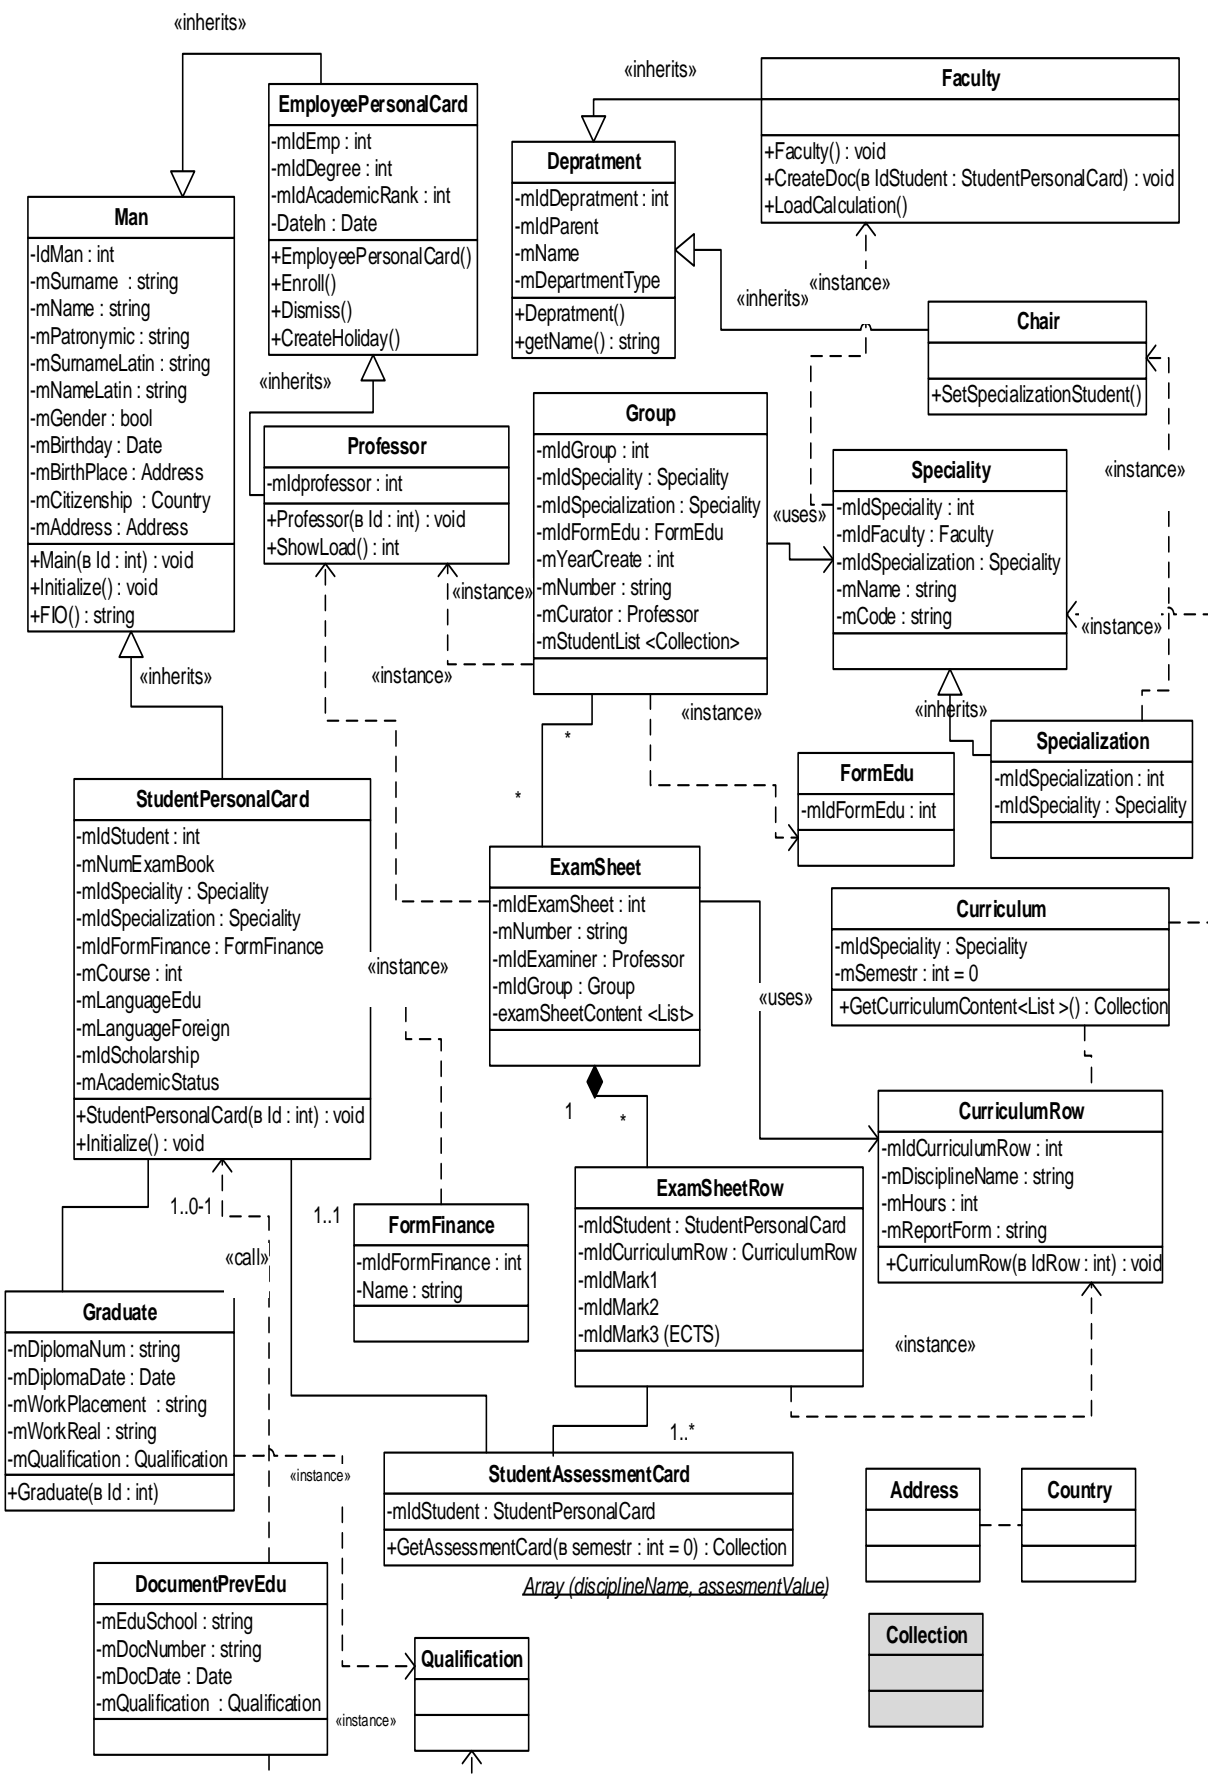 «inherits»
EmployeePersonalCard
-mIdEmp : int
-mIdDegree : int
-mIdAcademicRank : int
-DateIn : Date
+EmployeePersonalCard()
+Enroll()
+Dismiss()
+CreateHoliday()
«inherits»
Faculty
+Faculty() : void
+CreateDoc(в IdStudent : StudentPersonalCard) : void
+LoadCalculation()
Depratment
-mIdDepratment : int
-mIdParent
-mName
-mDepartmentType
+Depratment()
+getName() : string
Man
-IdMan : int
-mSurname : string
-mName : string
-mPatronymic : string
-mSurnameLatin : string
-mNameLatin : string
-mGender : bool
-mBirthday : Date
-mBirthPlace : Address
-mCitizenship : Country
-mAddress : Address
+Main(в Id : int) : void
+Initialize() : void
+FIO() : string
«instance»
«inherits»
Chair
+SetSpecializationStudent()
«inherits»
Professor
-mIdprofessor : int
+Professor(в Id : int) : void
+ShowLoad() : int
Group
-mIdGroup : int
-mIdSpeciality : Speciality
-mIdSpecialization : Speciality
-mIdFormEdu : FormEdu
-mYearCreate : int
-mNumber : string
-mCurator : Professor
-mStudentList <Collection>
«uses»
Speciality
-mIdSpeciality : int
-mIdFaculty : Faculty
-mIdSpecialization : Speciality
-mName : string
-mCode : string
«instance»
«instance»
«instance»
«instance»
«inherits»
«instance»
«inherits»
Specialization
-mIdSpecialization : int
-mIdSpeciality : Speciality
*
*
FormEdu
-mIdFormEdu : int
StudentPersonalCard
-mIdStudent : int
-mNumExamBook
-mIdSpeciality : Speciality
-mIdSpecialization : Speciality
-mIdFormFinance : FormFinance
-mCourse : int
-mLanguageEdu
-mLanguageForeign
-mIdScholarship
-mAcademicStatus
+StudentPersonalCard(в Id : int) : void
+Initialize() : void
«instance»
ExamSheet
-mIdExamSheet : int
-mNumber : string
-mIdExaminer : Professor
-mIdGroup : Group
-examSheetContent <List>
«uses»
Curriculum
-mIdSpeciality : Speciality
-mSemestr : int = 0
+GetCurriculumContent<List >() : Collection
1
*
CurriculumRow
-mIdCurriculumRow : int
-mDisciplineName : string
-mHours : int
-mReportForm : string
+CurriculumRow(в IdRow : int) : void
1..0-1
1..1
«call»
FormFinance
-mIdFormFinance : int
-Name : string
ExamSheetRow
-mIdStudent : StudentPersonalCard
-mIdCurriculumRow : CurriculumRow
-mIdMark1
-mIdMark2
-mIdMark3 (ECTS)
«instance»
1..*
Graduate
-mDiplomaNum : string
-mDiplomaDate : Date
-mWorkPlacement : string
-mWorkReal : string
-mQualification : Qualification
+Graduate(в Id : int)
«instance»
StudentAssessmentCard
-mIdStudent : StudentPersonalCard
+GetAssessmentCard(в semestr : int = 0) : Collection
Array (disciplineName, assesmentValue)
Address
Country
DocumentPrevEdu
-mEduSchool : string
-mDocNumber : string
-mDocDate : Date
-mQualification : Qualification
«instance»
Qualification
Collection